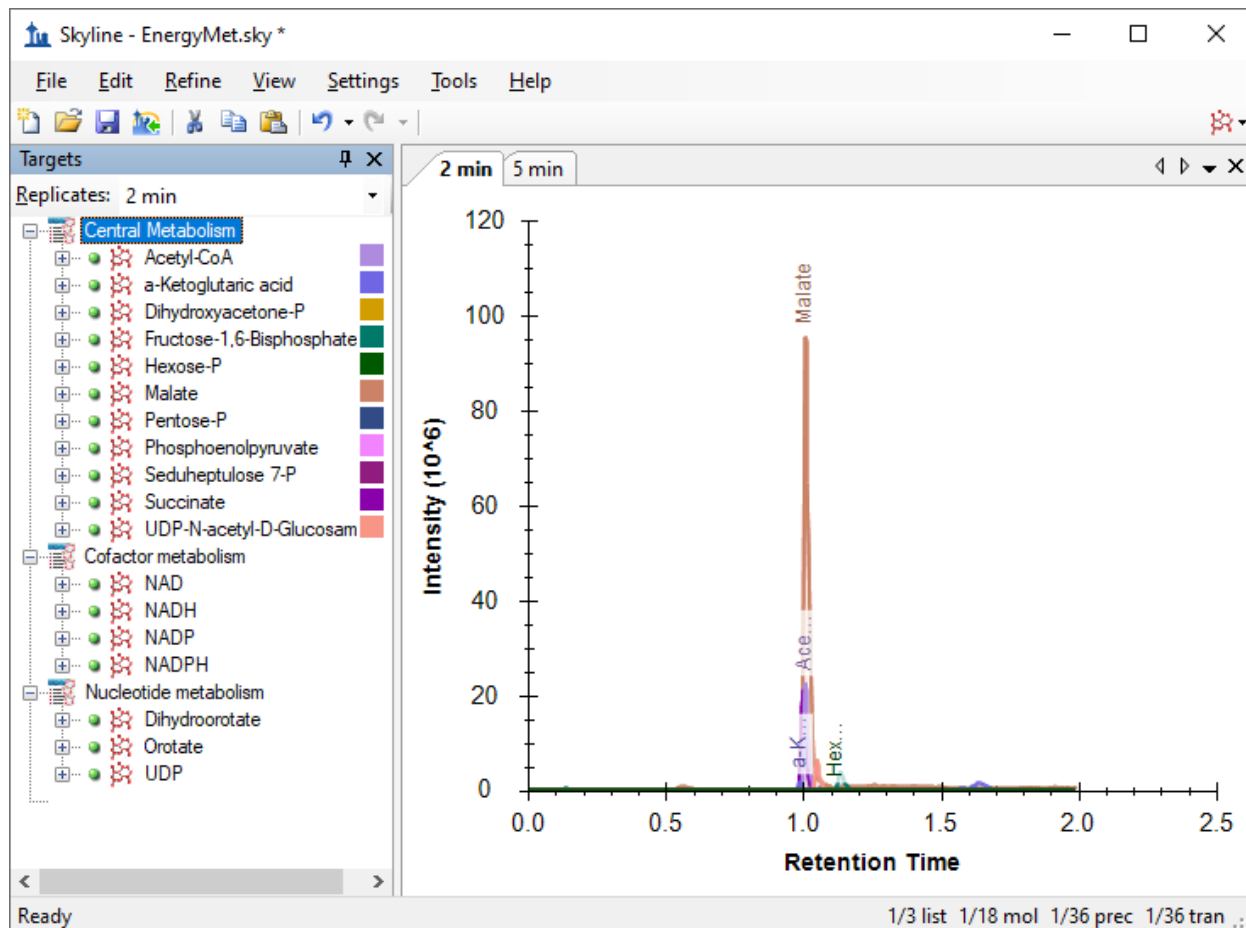 Skyline - EnergyMet.sky *
File Edit Refine View Settings Tools Help
Targets
Replicates: 2 min
Central Metabolism
Acetyl-CoA
a-Ketoglutaric acid
Dihydroxyacetone-P
Fructose-1,6-Bisphosphate
Hexose-P
Malate
Pentose-P
Phosphoenolpyruvate
Seduheptulose 7-P
Succinate
UDP-N-acetyl-D-Glucosam
Cofactor metabolism
NAD
NADH
NADP
NADPH
Nucleotide metabolism
Dihydroorotate
Orotate
UDP
2 min 5 min
120
100
80
60
40
20
0
Intensity (10^6)
Malate
Ace...
a-K...
Hex...
0.0 0.5 1.0 1.5 2.0 2.5
Retention Time
Ready
1/3 list 1/18 mol 1/36 prec 1/36 tran